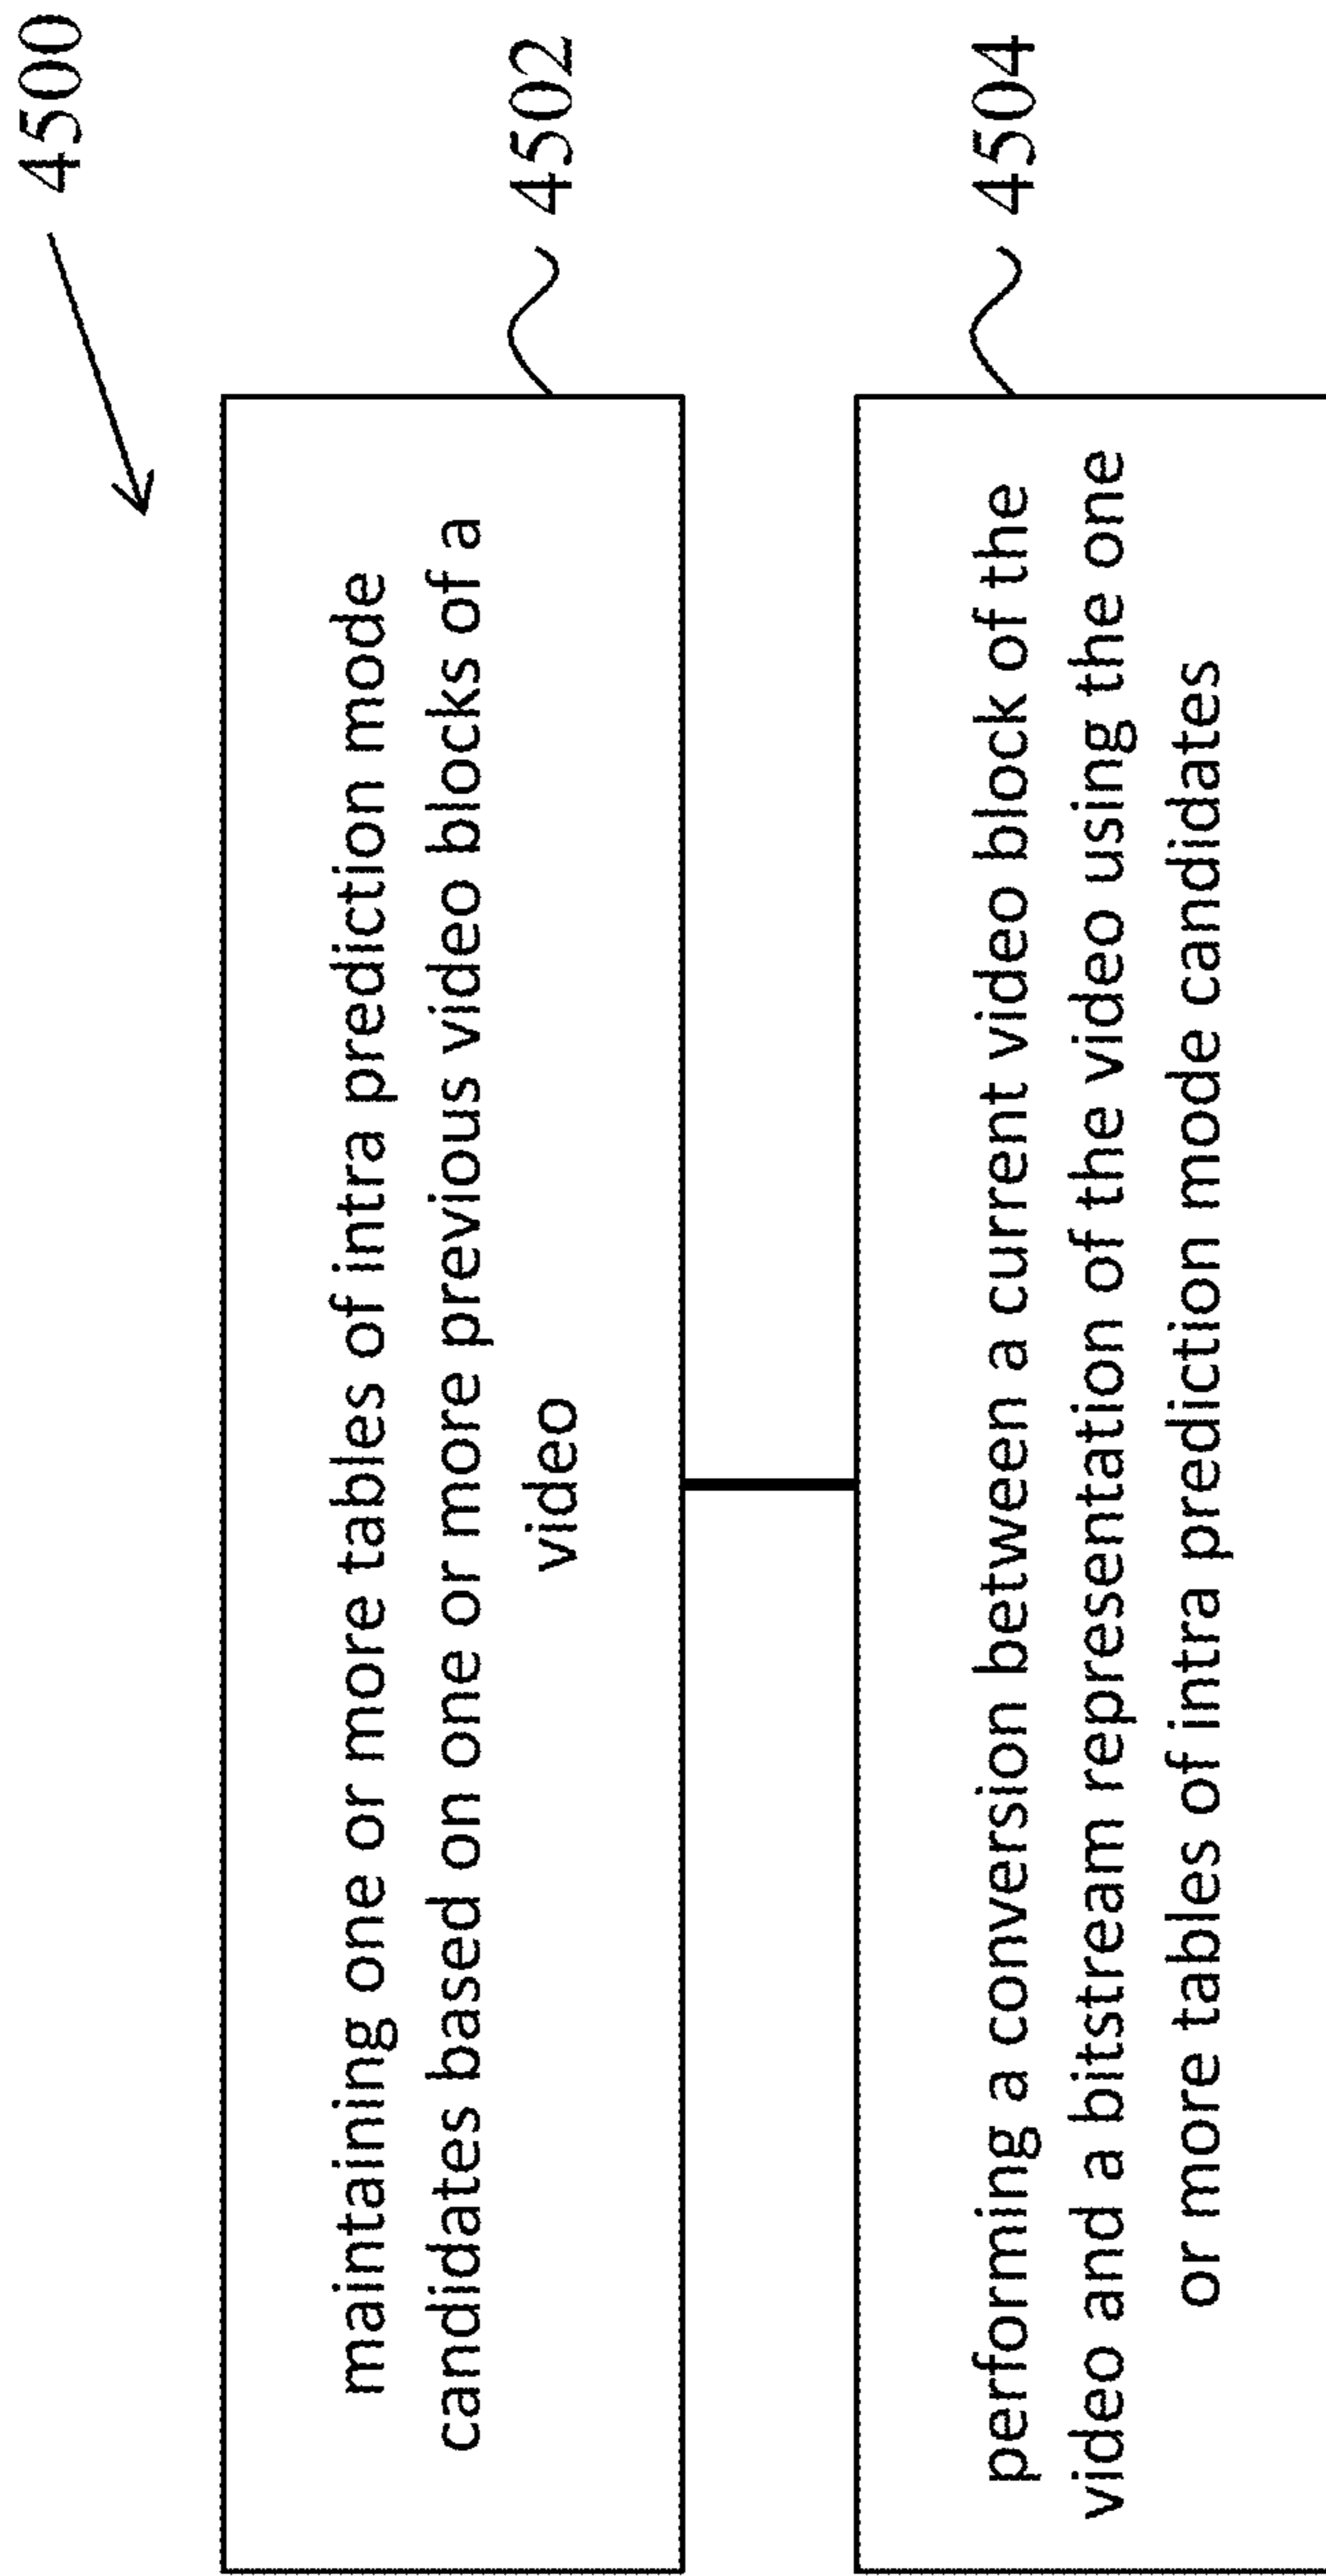 4500
maintaining one or more tables of intra prediction mode
candidates based on one or more previous video blocks of a
video
4502
performing a conversion between a current video block of the
video and a bitstream representation of the video using the one
or more tables of intra prediction mode candidates
4504